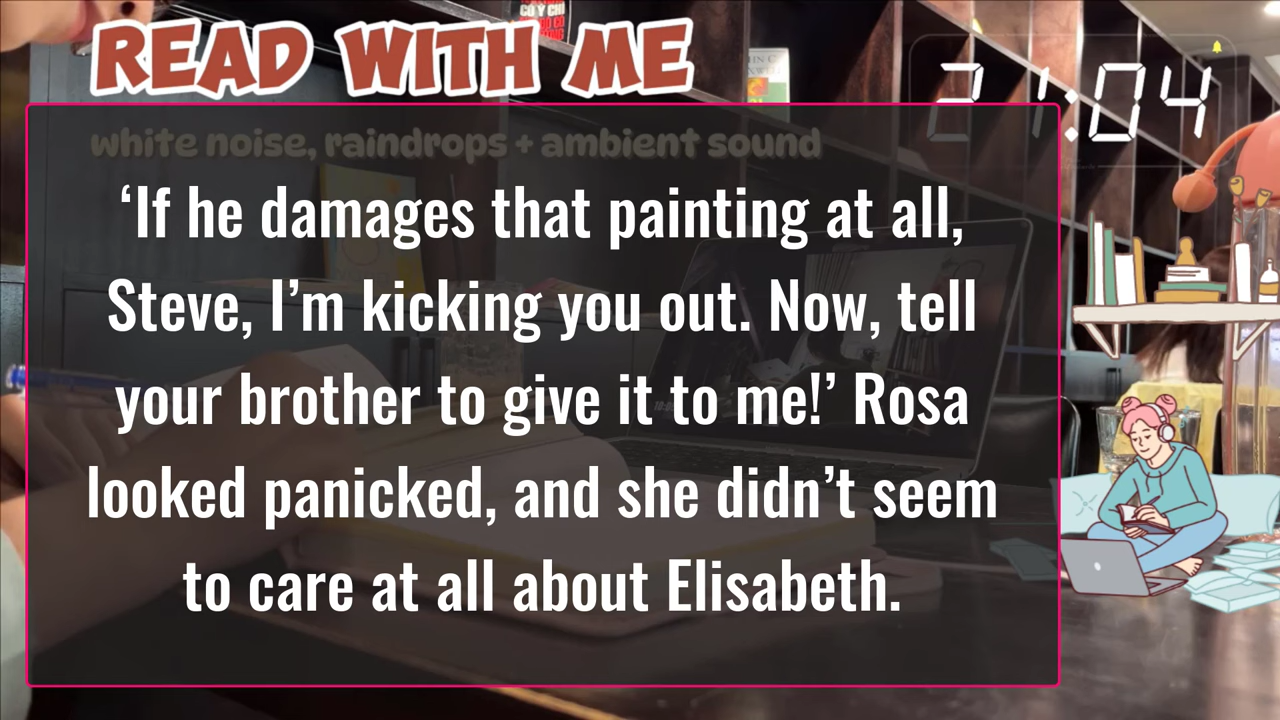 READ WITH ME
21:04
white noise, raindrops + ambient sound
‘If he damages that painting at all,
Steve, I’m kicking you out. Now, tell
your brother to give it to me!’ Rosa
looked panicked, and she didn’t seem
to care at all about Elisabeth.